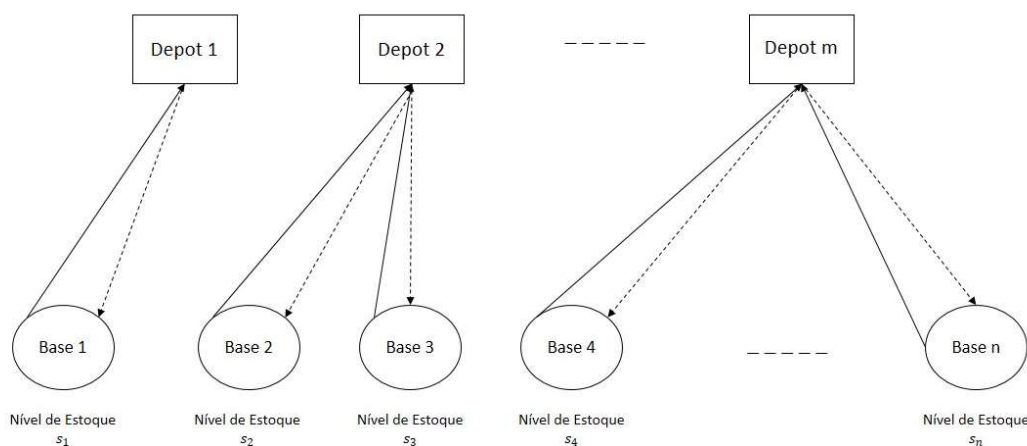 Depot 1
Depot 2
Depot m
Base 1
Base 2
Base 3
Base 4
Base n
Nível de Estoque
s₁
Nível de Estoque
s₂
Nível de Estoque
s₃
Nível de Estoque
s₄
Nível de Estoque
sₙ